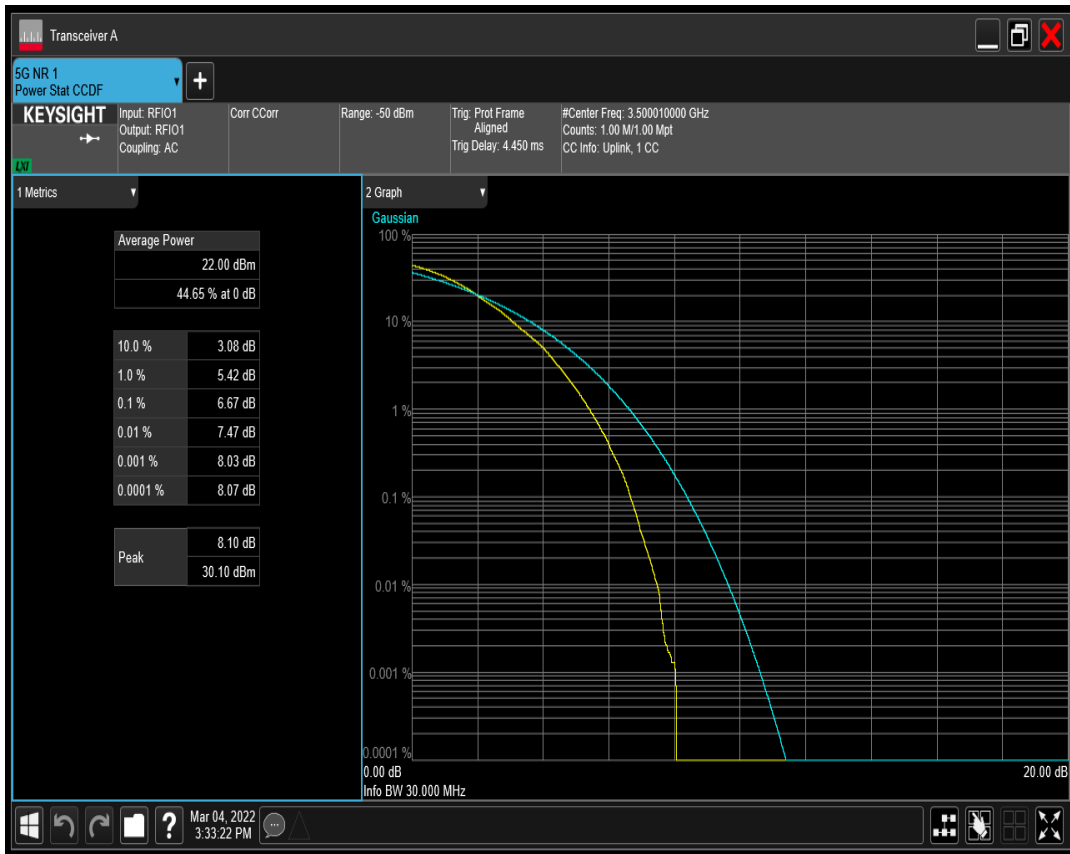 Transceiver A
5G NR 1
Power Stat CCDF
KEYSIGHT
LXI
Input: RFIO1
Output: RFIO1
Coupling: AC
Corr CCorr
Range: -50 dBm
Trig: Prot Frame
Aligned
Trig Delay: 4.450 ms
#Center Freq: 3.500010000 GHz
Counts: 1.00 M/1.00 Mpt
CC Info: Uplink, 1 CC
1 Metrics
Average Power
22.00 dBm
44.65 % at 0 dB
10.0 % 3.08 dB
1.0 % 5.42 dB
0.1 % 6.67 dB
0.01 % 7.47 dB
0.001 % 8.03 dB
0.0001 % 8.07 dB
Peak
8.10 dB
30.10 dBm
2 Graph
Gaussian
100 %
10 %
1 %
0.1 %
0.01 %
0.001 %
0.0001 %
0.00 dB 20.00 dB
Info BW 30.000 MHz
?
Mar 04, 2022
3:33:22 PM